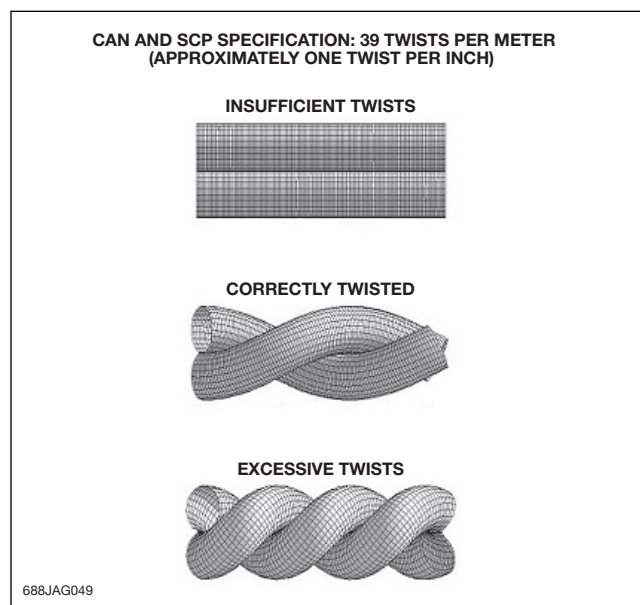 CAN AND SCP SPECIFICATION: 39 TWISTS PER METER
(APPROXIMATELY ONE TWIST PER INCH)
INSUFFICIENT TWISTS
CORRECTLY TWISTED
EXCESSIVE TWISTS
688JAG049